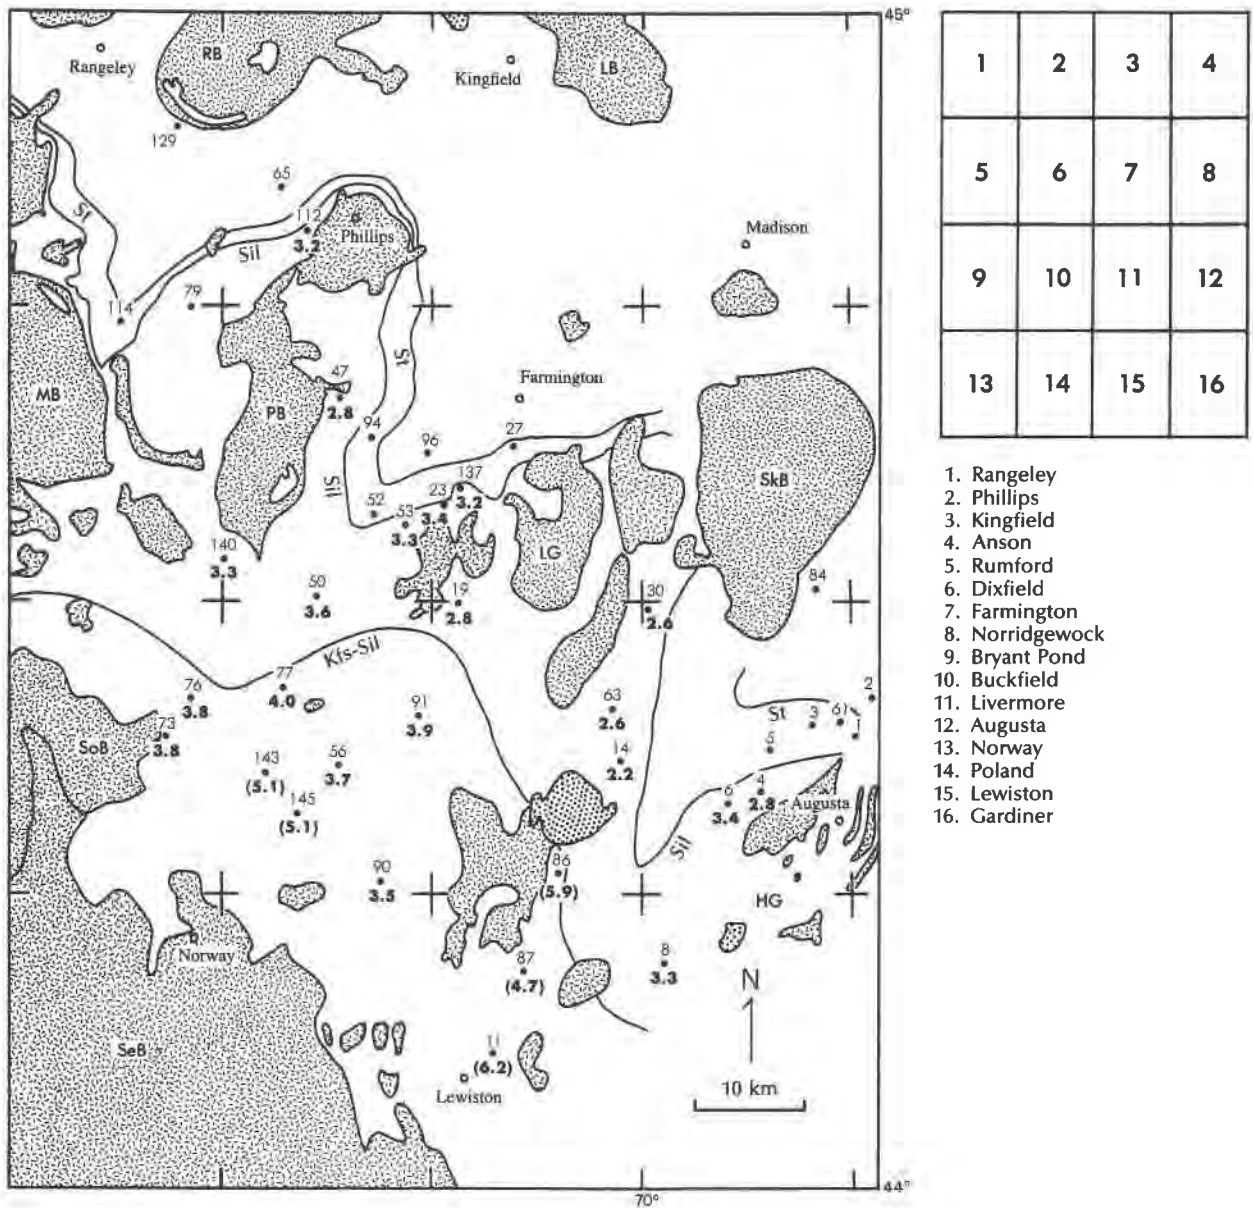 45°
RB
LB
Rangeley
Kingfield
129
65
St
112
3.2
Phillips
Sil
Madison
79
114
St
47
2.8
MB
PB
Farmington
94
96
27
Sil
137
3.2
SkB
52
53
3.3
23
3.4
LG
140
3.3
50
3.6
19
2.8
30
2.6
84
Kfs-Sil
77
4.0
76
3.8
73
3.8
SoB
91
3.9
63
2.6
2
St
3
61
1
5
14
2.2
143
(5.1)
56
3.7
145
(5.1)
4
2.8
6
3.4
Augusta
Sil
90
3.5
86
(5.9)
HG
Norway
87
(4.7)
8
3.3
N
SeB
11
(6.2)
Lewiston
10 km
44°
70°
1 2 3 4
5 6 7 8
9 10 11 12
13 14 15 16
1. Rangeley
2. Phillips
3. Kingfield
4. Anson
5. Rumford
6. Dixfield
7. Farmington
8. Norridgewock
9. Bryant Pond
10. Buckfield
11. Livermore
12. Augusta
13. Norway
14. Poland
15. Lewiston
16. Gardiner